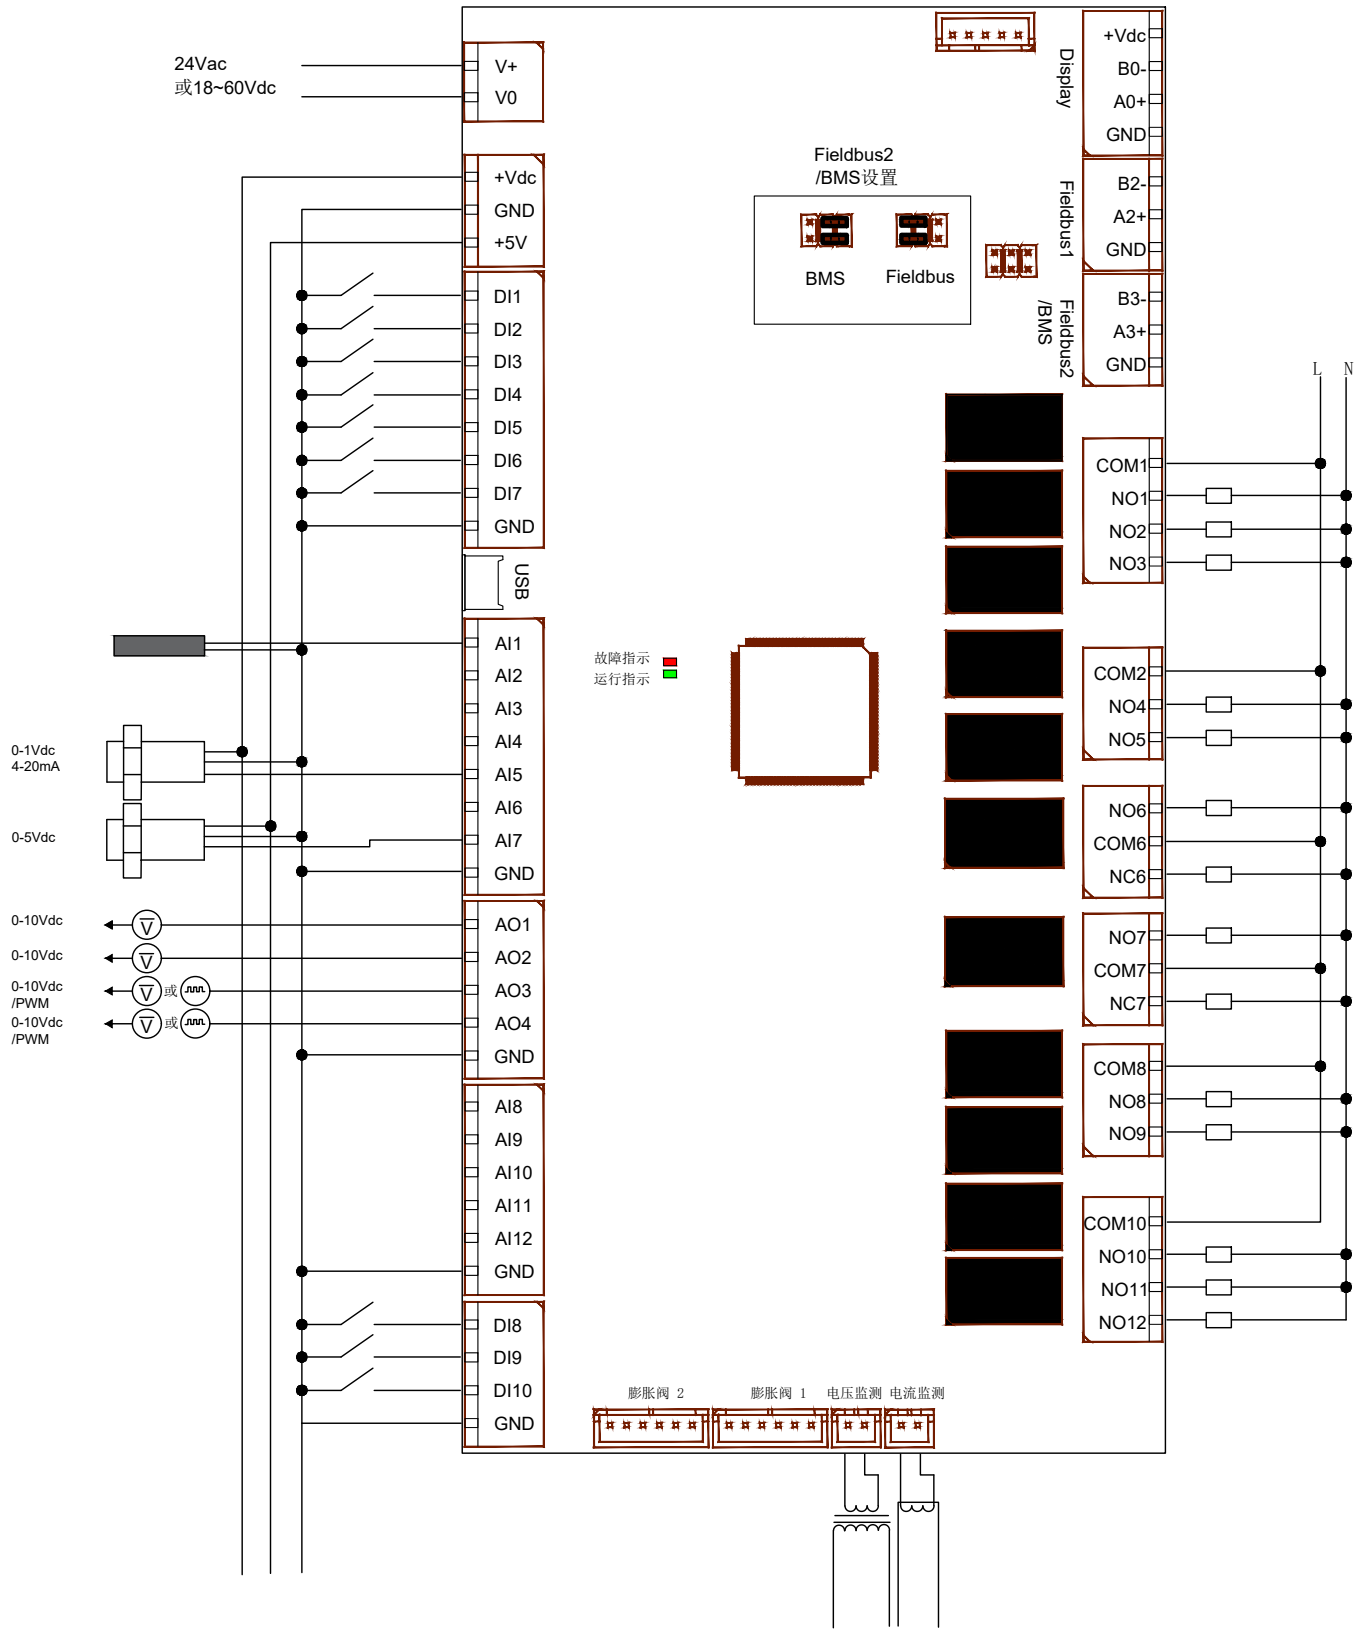 24Vac
或18~60Vdc
V+
V0
+Vdc
GND
+5V
DI1
DI2
DI3
DI4
DI5
DI6
DI7
GND
USB
AI1
AI2
AI3
AI4
AI5
AI6
AI7
GND
0-1Vdc
4-20mA
0-5Vdc
0-10Vdc
0-10Vdc
0-10Vdc
/PWM
0-10Vdc
/PWM
V
V
V或
V或
AO1
AO2
AO3
AO4
GND
AI8
AI9
AI10
AI11
AI12
GND
DI8
DI9
DI10
GND
Fieldbus2
/BMS设置
BMS
Fieldbus
故障指示
运行指示
膨胀阀 2
膨胀阀 1
电压监测
电流监测
Display
Fieldbus1
Fieldbus2
/BMS
+Vdc
B0-
A0+
GND
B2-
A2+
GND
B3-
A3+
GND
L
N
COM1
NO1
NO2
NO3
COM2
NO4
NO5
NO6
COM6
NC6
NO7
COM7
NC7
COM8
NO8
NO9
COM10
NO10
NO11
NO12